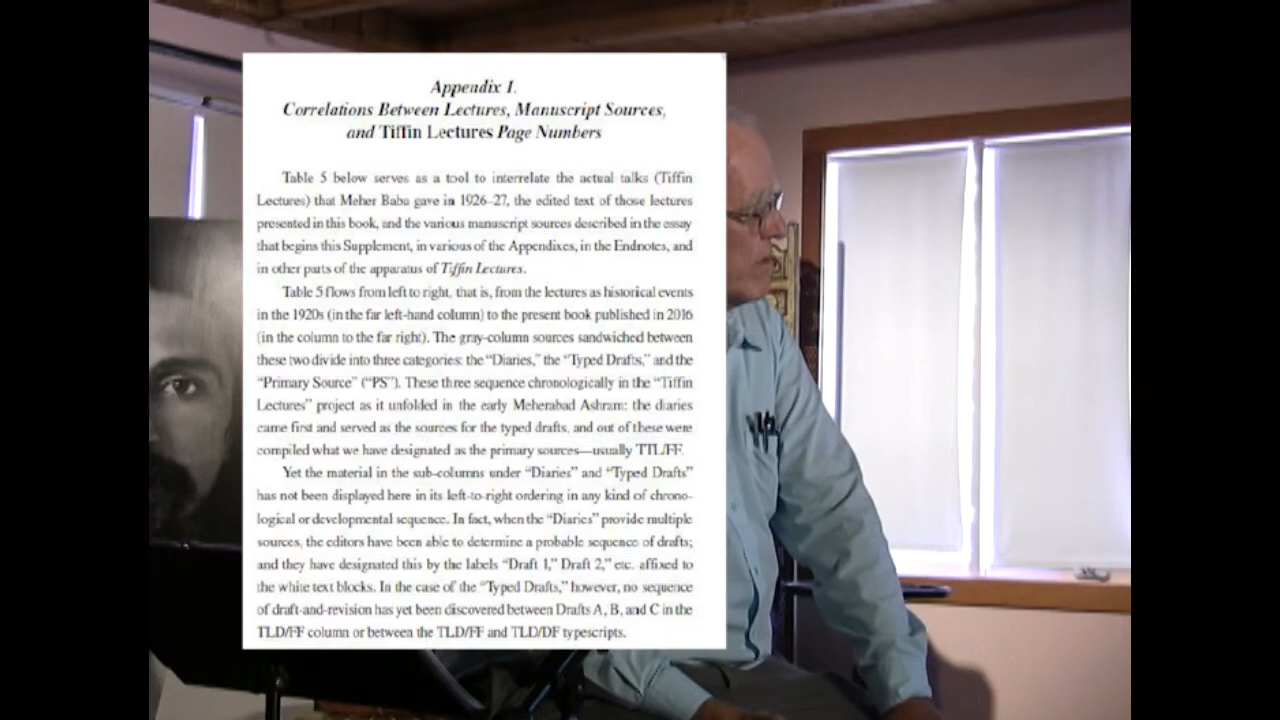 Appendix 1.
Correlations Between Lectures, Manuscript Sources,
and Tiffin Lectures Page Numbers
Table 5 below serves as a tool to interrelate the actual talks (Tiffin
Lectures) that Meher Baba gave in 1926–27, the edited text of those lectures
presented in this book, and the various manuscript sources described in the essay
that begins this Supplement, in various of the Appendixes, in the Endnotes, and
in other parts of the apparatus of Tiffin Lectures.
Table 5 flows from left to right, that is, from the lectures as historical events
in the 1920s (in the far left-hand column) to the present book published in 2016
(in the column to the far right). The gray-column sources sandwiched between
these two divide into three categories: the “Diaries,” the “Typed Drafts,” and the
“Primary Source” (“PS”). These three sequence chronologically in the “Tiffin
Lectures” project as it unfolded in the early Meherabad Ashram: the diaries
came first and served as the sources for the typed drafts, and out of these were
compiled what we have designated as the primary sources—usually TTL/FF.
Yet the material in the sub-columns under “Diaries” and “Typed Drafts”
has not been displayed here in its left-to-right ordering in any kind of chrono-
logical or developmental sequence. In fact, when the “Diaries” provide multiple
sources, the editors have been able to determine a probable sequence of drafts;
and they have designated this by the labels “Draft 1,” Draft 2,” etc. affixed to
the white text blocks. In the case of the “Typed Drafts,” however, no sequence
of draft-and-revision has yet been discovered between Drafts A, B, and C in the
TLD/FF column or between the TLD/FF and TLD/DF typescripts.